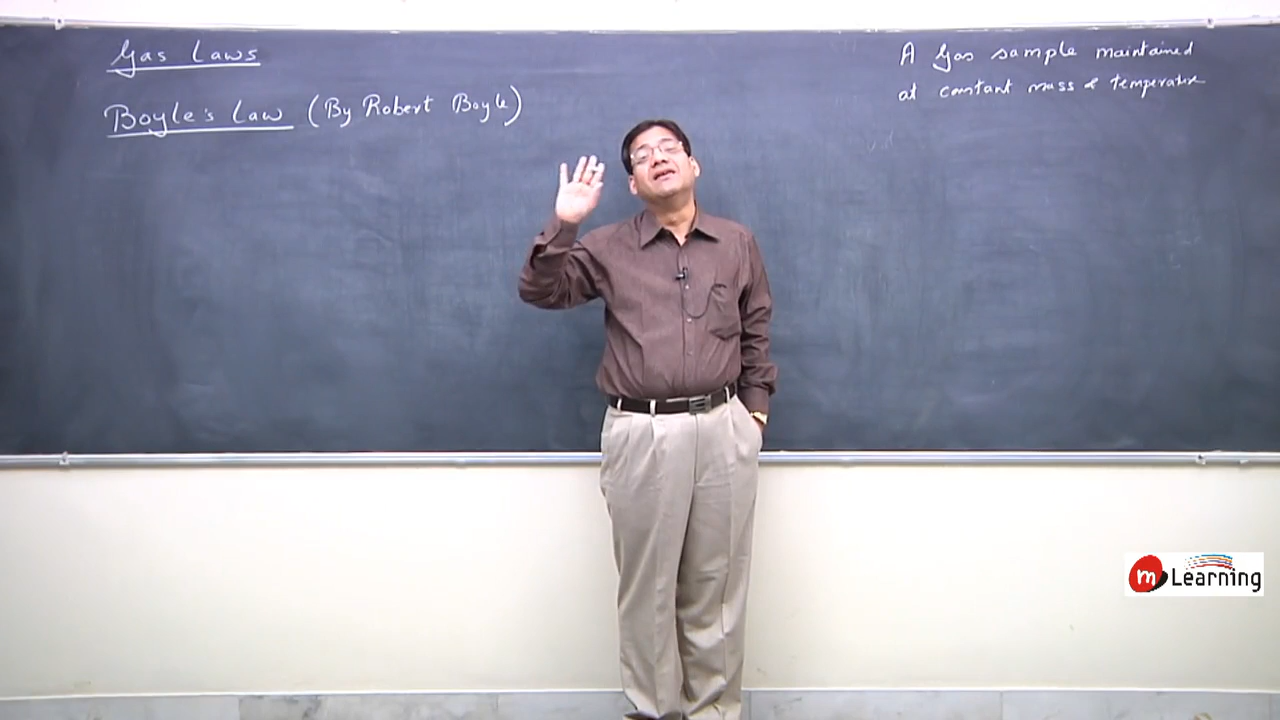 Gas Laws
Boyle's Law (By Robert Boyle)
A Gas sample maintained
at constant mass & temperature
m Learning